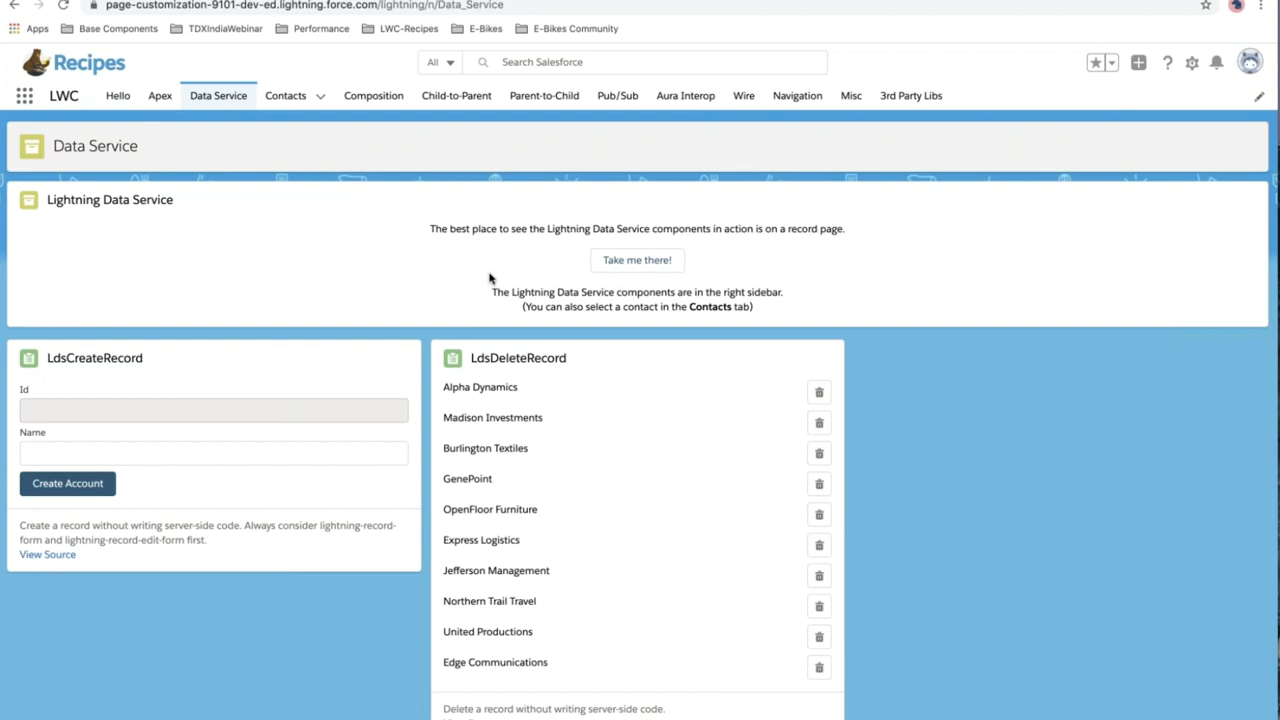 page-customization-9101-dev-ed.lightning.force.com/lightning/n/Data_Service
Apps Base Components TDXIndiaWebinar Performance LWC-Recipes E-Bikes E-Bikes Community
Recipes
All Search Salesforce
LWC Hello Apex Data Service Contacts Composition Child-to-Parent Parent-to-Child Pub/Sub Aura Interop Wire Navigation Misc 3rd Party Libs
Data Service
Lightning Data Service
The best place to see the Lightning Data Service components in action is on a record page.
Take me there!
The Lightning Data Service components are in the right sidebar.
(You can also select a contact in the Contacts tab)
LdsCreateRecord
Id
Name
Create Account
Create a record without writing server-side code. Always consider lightning-record-
form and lightning-record-edit-form first.
View Source
LdsDeleteRecord
Alpha Dynamics
Madison Investments
Burlington Textiles
GenePoint
OpenFloor Furniture
Express Logistics
Jefferson Management
Northern Trail Travel
United Productions
Edge Communications
Delete a record without writing server-side code.